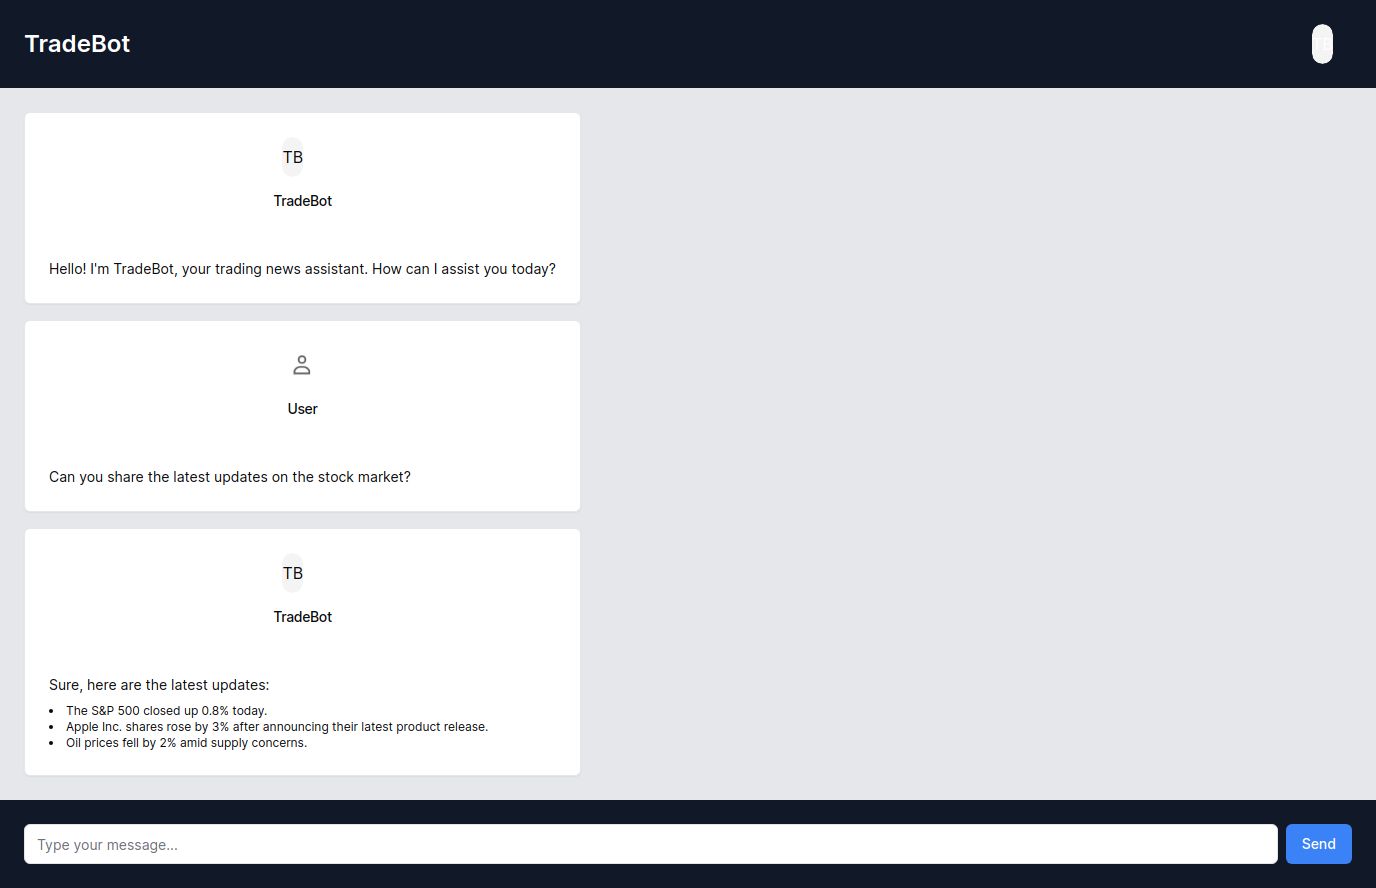 TradeBot
TB
TB
TradeBot
Hello! I'm TradeBot, your trading news assistant. How can I assist you today?
User
Can you share the latest updates on the stock market?
TB
TradeBot
Sure, here are the latest updates:
• The S&P 500 closed up 0.8% today.
• Apple Inc. shares rose by 3% after announcing their latest product release.
• Oil prices fell by 2% amid supply concerns.
Type your message...
Send